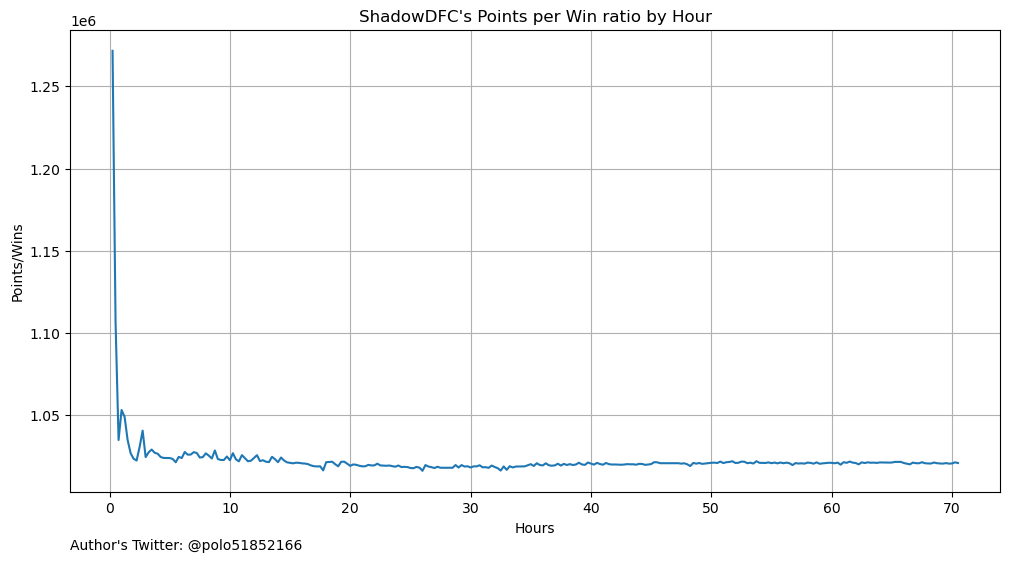 ShadowDFC's Points per Win ratio by Hour
1e6
1.25
1.20
1.15
1.10
1.05
Points/Wins
0 10 20 30 40 50 60 70
Hours
Author's Twitter: @polo51852166